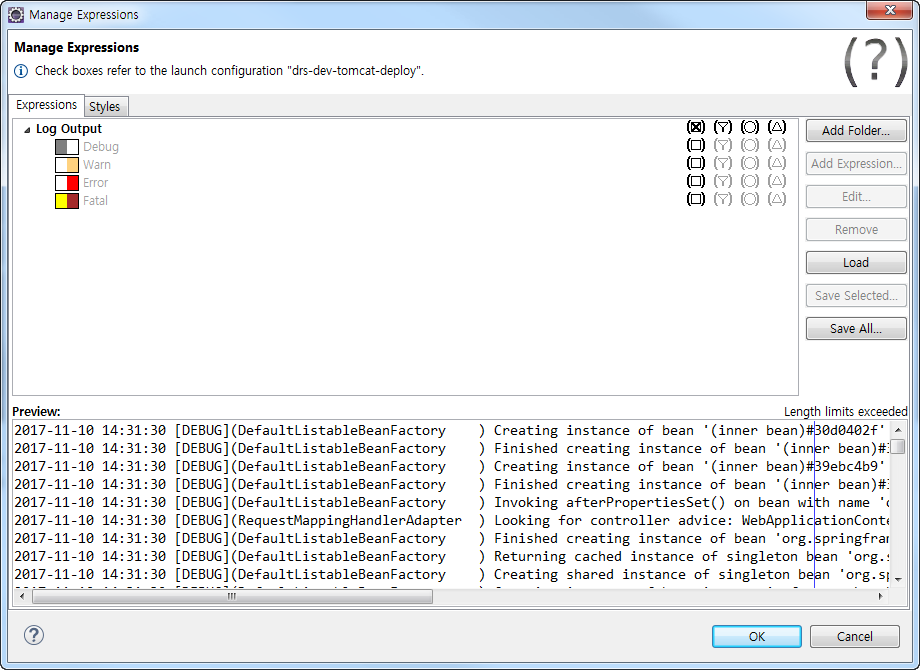 Manage Expressions
Manage Expressions
Check boxes refer to the launch configuration "drs-dev-tomcat-deploy".
Expressions
Styles
Log Output
Debug
Warn
Error
Fatal
Add Folder...
Add Expression...
Edit...
Remove
Load
Save Selected...
Save All...
Preview:
Length limits exceeded
2017-11-10 14:31:30 [DEBUG](DefaultListableBeanFactory    ) Creating instance of bean '(inner bean)#30d0402f'
2017-11-10 14:31:30 [DEBUG](DefaultListableBeanFactory    ) Finished creating instance of bean '(inner bean)#
2017-11-10 14:31:30 [DEBUG](DefaultListableBeanFactory    ) Creating instance of bean '(inner bean)#39ebc4b9'
2017-11-10 14:31:30 [DEBUG](DefaultListableBeanFactory    ) Finished creating instance of bean '(inner bean)#
2017-11-10 14:31:30 [DEBUG](DefaultListableBeanFactory    ) Invoking afterPropertiesSet() on bean with name '
2017-11-10 14:31:30 [DEBUG](RequestMappingHandlerAdapter  ) Looking for controller advice: WebApplicationConte
2017-11-10 14:31:30 [DEBUG](DefaultListableBeanFactory    ) Finished creating instance of bean 'org.springfram
2017-11-10 14:31:30 [DEBUG](DefaultListableBeanFactory    ) Returning cached instance of singleton bean 'org.s
2017-11-10 14:31:30 [DEBUG](DefaultListableBeanFactory    ) Creating shared instance of singleton bean 'org.sp
OK
Cancel